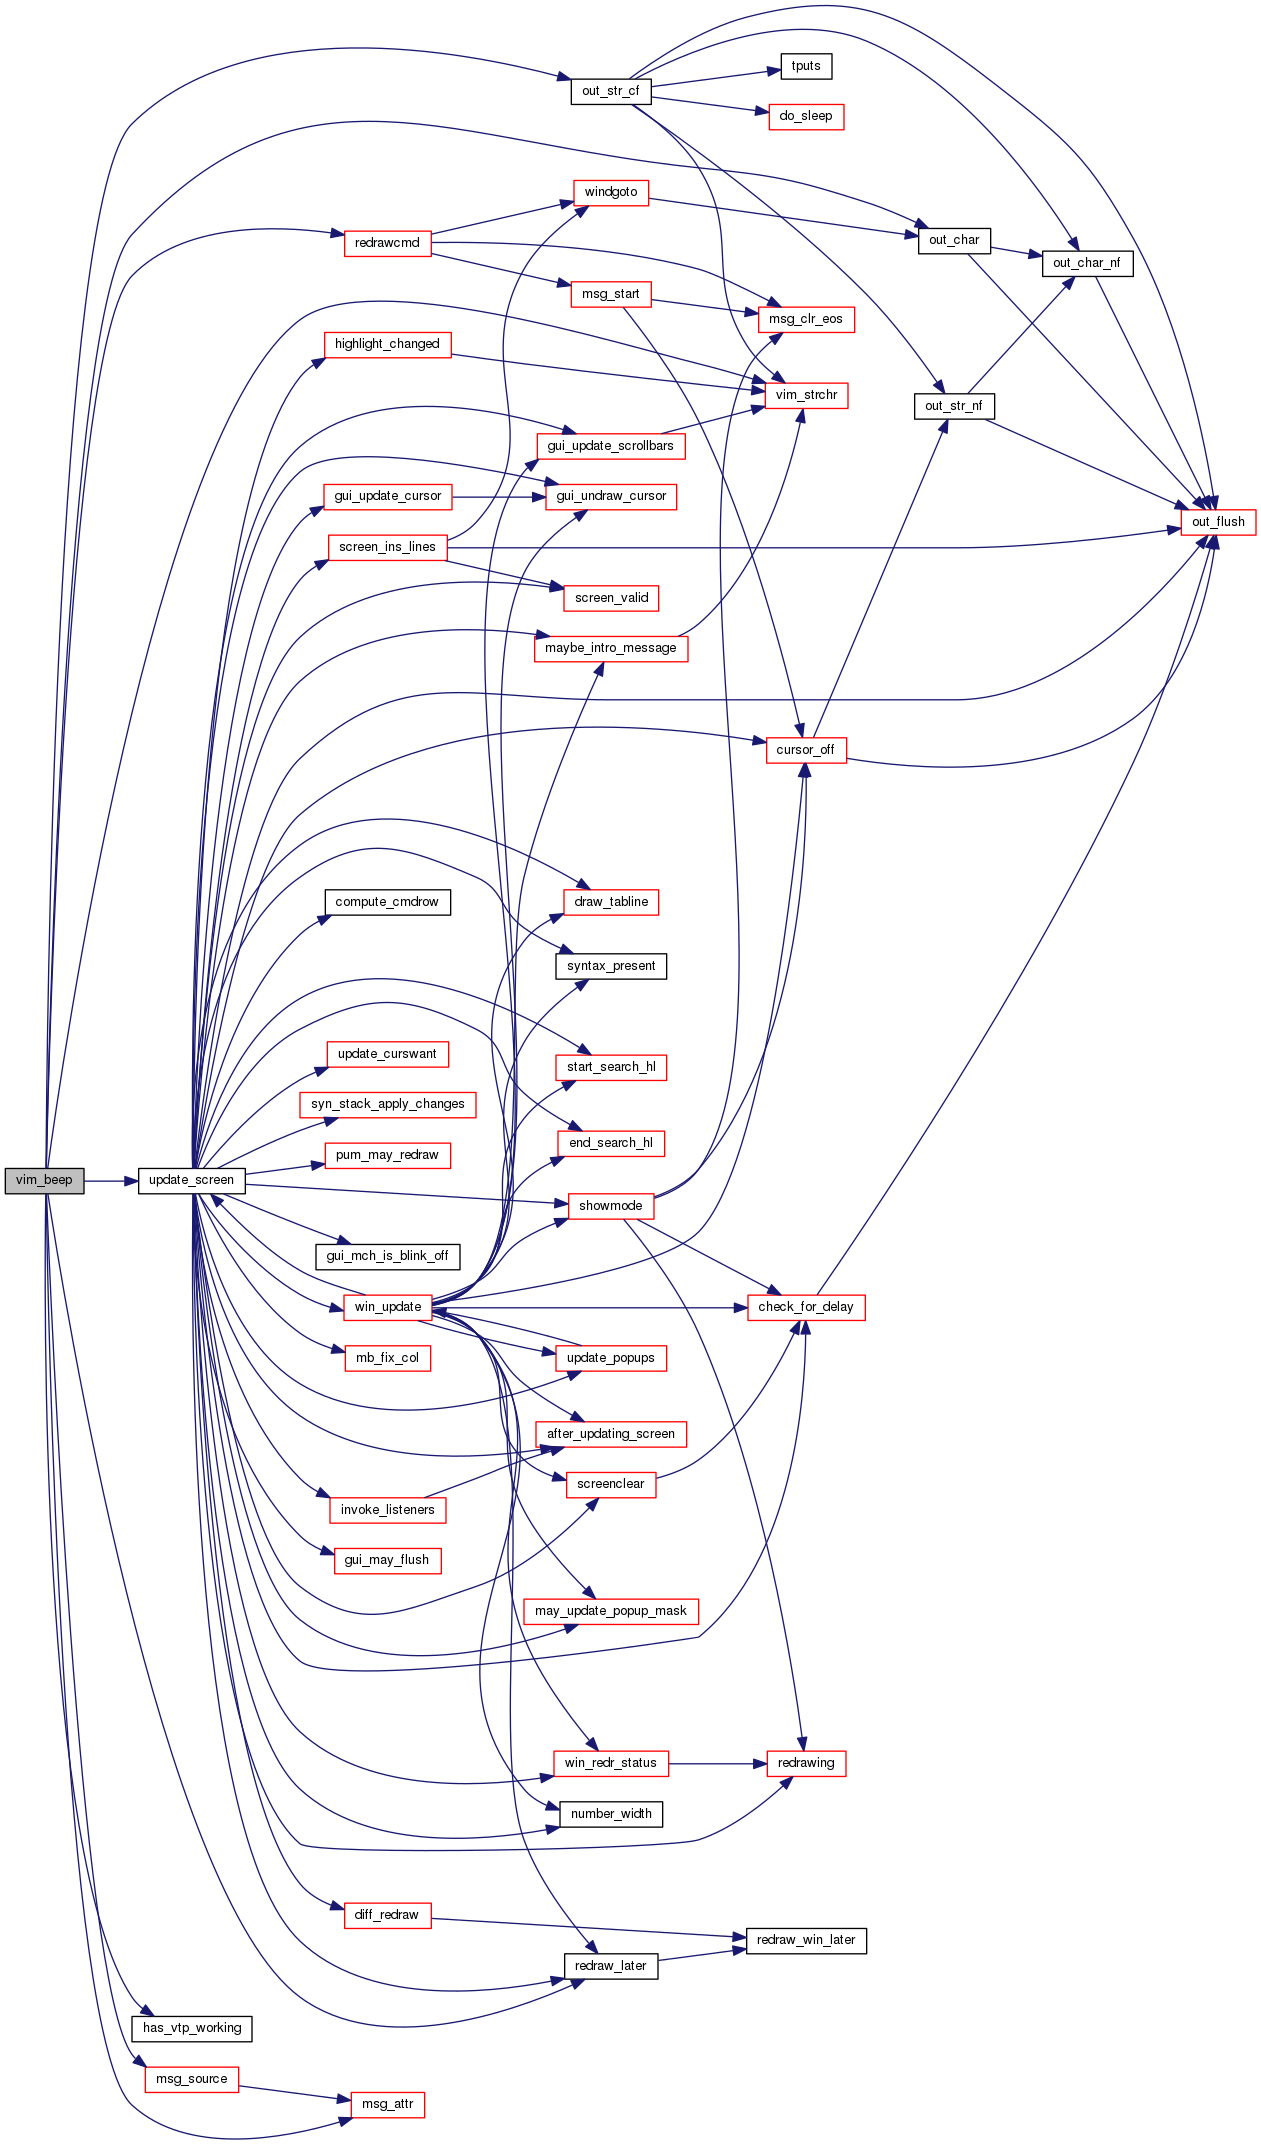 out_str_cf
tputs
do_sleep
windgoto
redrawcmd
out_char
out_char_nf
msg_start
msg_clr_eos
highlight_changed
vim_strchr
out_str_nf
gui_update_scrollbars
gui_update_cursor
gui_undraw_cursor
out_flush
screen_ins_lines
screen_valid
maybe_intro_message
cursor_off
draw_tabline
compute_cmdrow
syntax_present
update_curswant
start_search_hl
syn_stack_apply_changes
end_search_hl
pum_may_redraw
vim_beep
update_screen
showmode
gui_mch_is_blink_off
win_update
check_for_delay
mb_fix_col
update_popups
after_updating_screen
screenclear
invoke_listeners
gui_may_flush
may_update_popup_mask
win_redr_status
redrawing
number_width
diff_redraw
redraw_win_later
redraw_later
has_vtp_working
msg_source
msg_attr